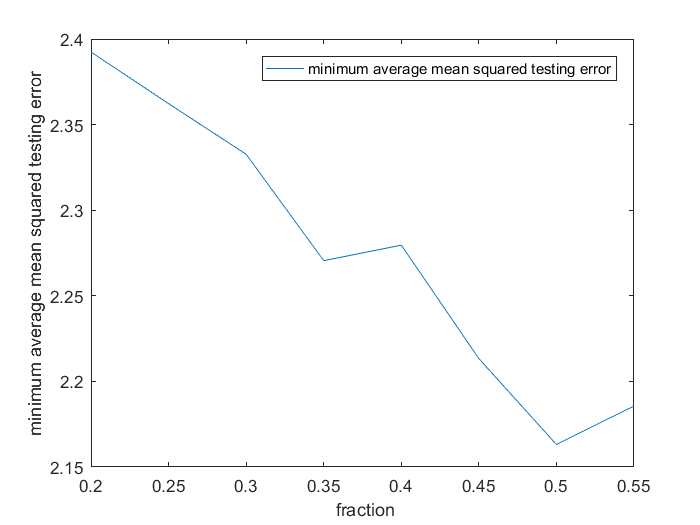 minimum average mean squared testing error
minimum average mean squared testing error
2.4
2.35
2.3
2.25
2.2
2.15
0.2 0.25 0.3 0.35 0.4 0.45 0.5 0.55
fraction